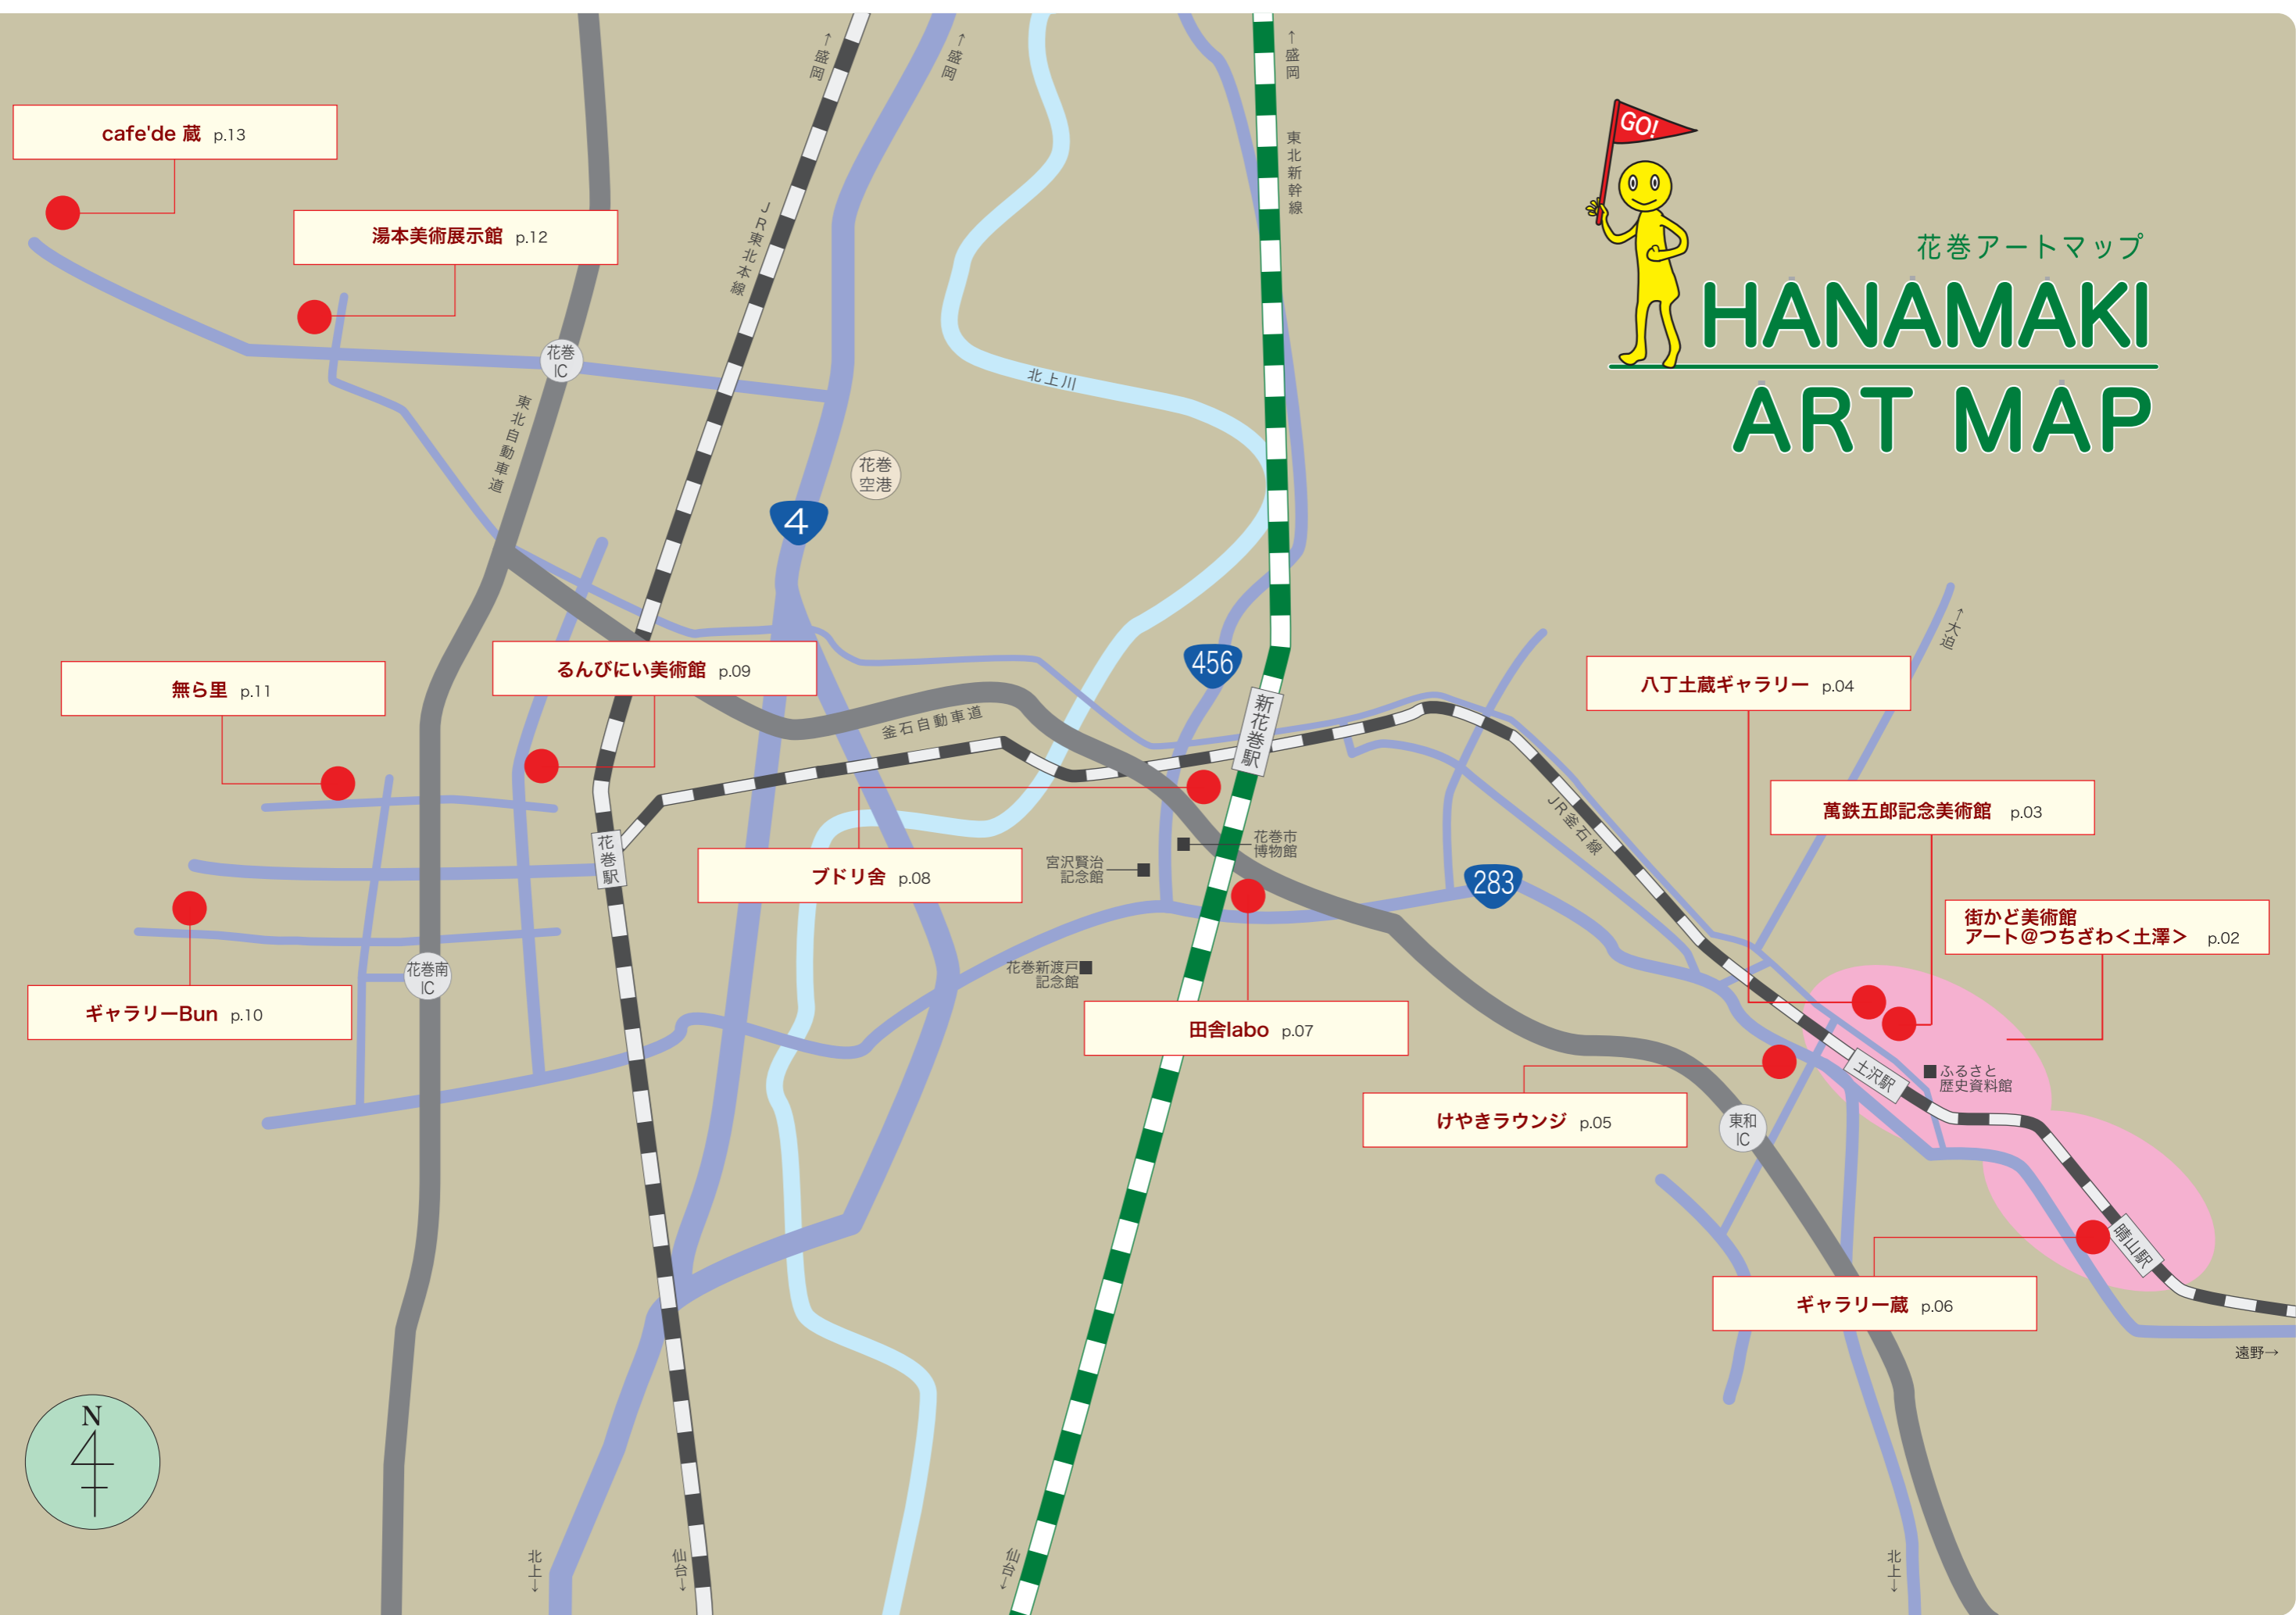 ↑盛岡
↑盛岡
↑盛岡
東北新幹線
GO!
花巻アートマップ
HANAMAKI
ART MAP
cafe'de 蔵 p.13
湯本美術展示館 p.12
JR東北本線
花巻
IC
北上川
東北自動車道
花巻
空港
4
↑大迫
456
るんびにい美術館 p.09
無ら里 p.11
八丁土蔵ギャラリー p.04
新花巻駅
釜石自動車道
萬鉄五郎記念美術館 p.03
JR釜石線
花巻駅
花巻市
博物館
宮沢賢治
記念館
ブドリ舎 p.08
283
街かど美術館
アート@つちざわ<土澤> p.02
花巻南
IC
花巻新渡戸
記念館
ギャラリーBun p.10
田舎labo p.07
土沢駅
ふるさと
歴史資料館
けやきラウンジ p.05
東和
IC
晴山駅
ギャラリー蔵 p.06
遠野→
N
北上↓
仙台↓
仙台↓
北上↓